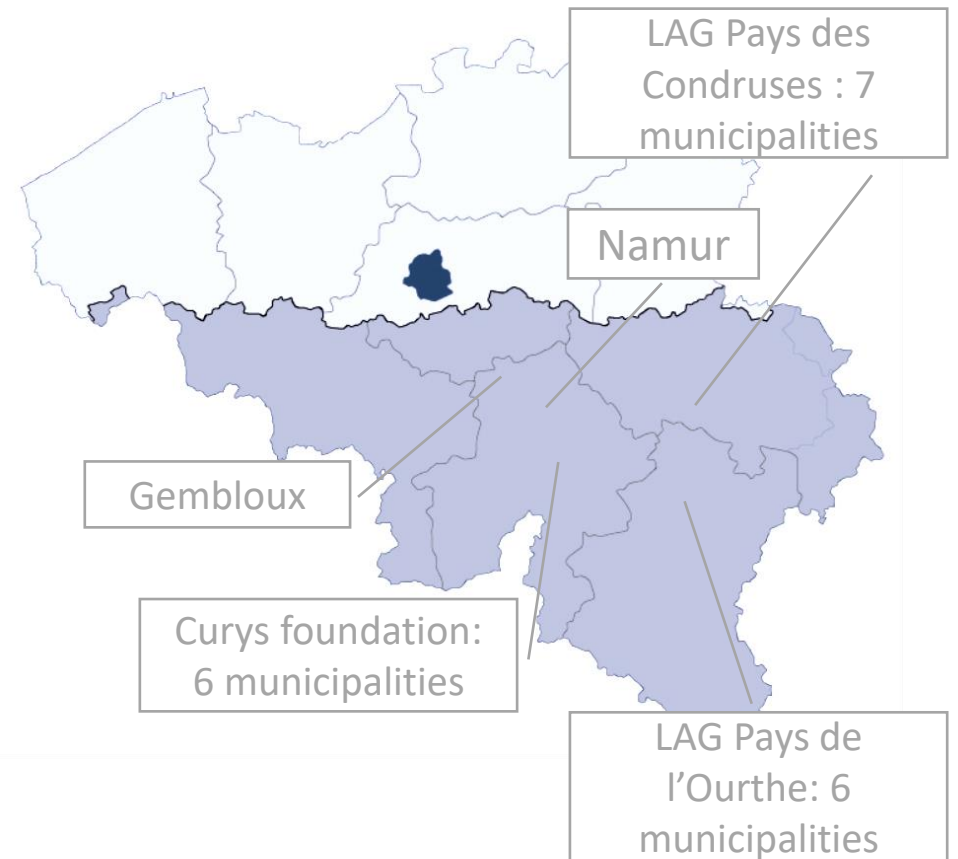 LAG Pays des
Condruses : 7
municipalities
Namur
Gembloux
Curys foundation:
6 municipalities
LAG Pays de
l’Ourthe: 6
municipalities